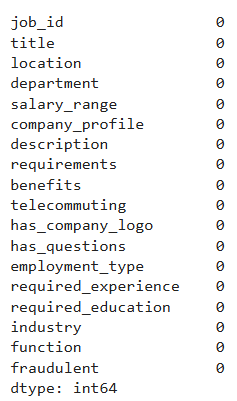 job_id 0
title 0
location 0
department 0
salary_range 0
company_profile 0
description 0
requirements 0
benefits 0
telecommuting 0
has_company_logo 0
has_questions 0
employment_type 0
required_experience 0
required_education 0
industry 0
function 0
fraudulent 0
dtype: int64